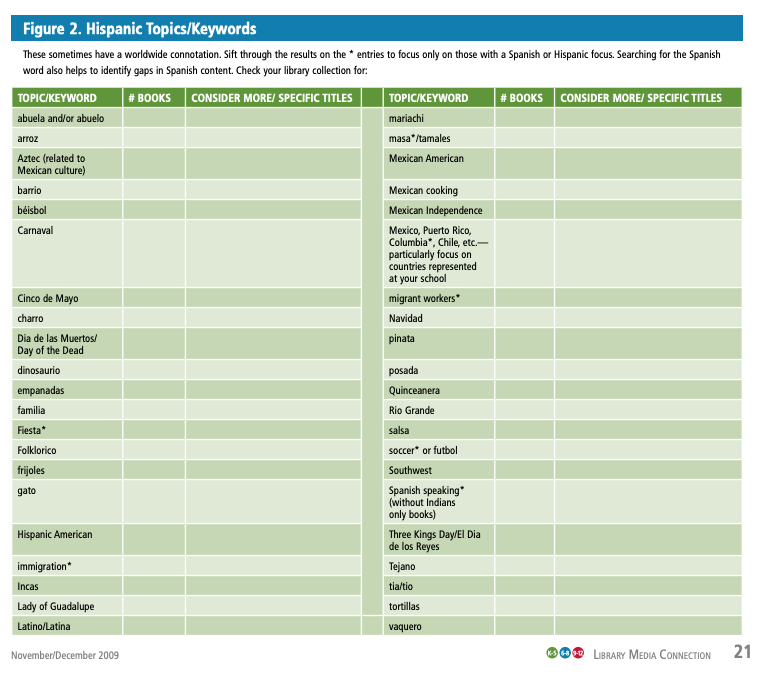 Figure 2. Hispanic Topics/Keywords
These sometimes have a worldwide connotation. Sift through the results on the * entries to focus only on those with a Spanish or Hispanic focus. Searching for the Spanish
word also helps to identify gaps in Spanish content. Check your library collection for:
TOPIC/KEYWORD # BOOKS CONSIDER MORE/ SPECIFIC TITLES TOPIC/KEYWORD # BOOKS CONSIDER MORE/ SPECIFIC TITLES
abuela and/or abuelo
arroz
Aztec (related to
Mexican culture)
barrio
béisbol
Carnaval
Cinco de Mayo
charro
Dia de las Muertos/
Day of the Dead
dinosaurio
empanadas
familia
Fiesta*
Folklorico
frijoles
gato
Hispanic American
immigration*
Incas
Lady of Guadalupe
Latino/Latina
mariachi
masa*/tamales
Mexican American
Mexican cooking
Mexican Independence
Mexico, Puerto Rico,
Columbia*, Chile, etc.—
particularly focus on
countries represented
at your school
migrant workers*
Navidad
pinata
posada
Quinceanera
Rio Grande
salsa
soccer* or futbol
Southwest
Spanish speaking*
(without Indians
only books)
Three Kings Day/El Dia
de los Reyes
Tejano
tia/tio
tortillas
vaquero
November/December 2009
K-5 6-8 9-12 LIBRARY MEDIA CONNECTION 21